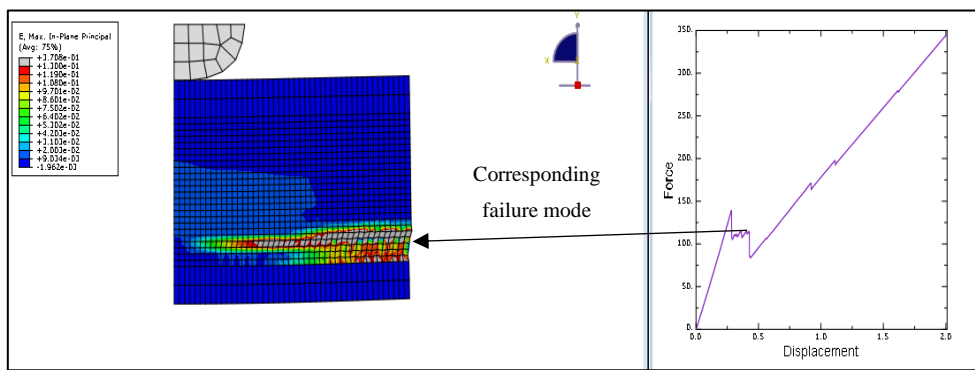 E, Max. In-Plane Principal
(Avg: 75%)
+3.708e-01
+1.300e-01
+1.190e-01
+1.080e-01
+9.701e-02
+8.601e-02
+7.502e-02
+6.402e-02
+5.302e-02
+4.203e-02
+3.103e-02
+2.003e-02
+9.034e-03
-1.962e-03
Y
X
Corresponding
failure mode
Force
350.
300.
250.
200.
150.
100.
50.
0.
0.0 0.5 1.0 1.5 2.0
Displacement